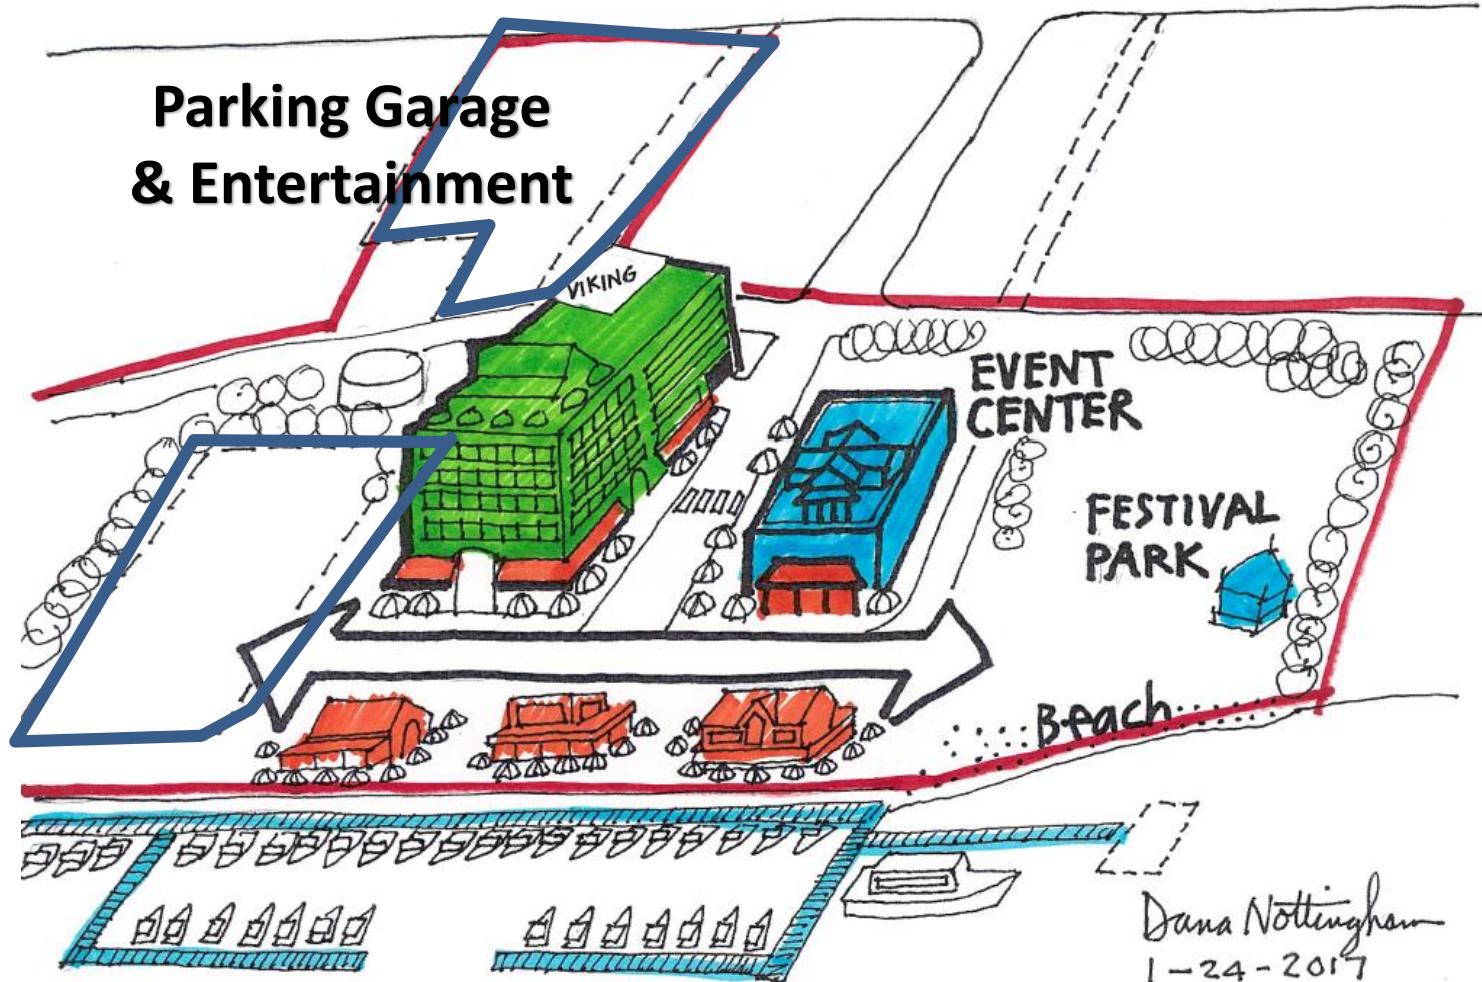 Parking Garage
& Entertainment
VIKING
EVENT
CENTER
FESTIVAL
PARK
Beach
Dana Nottingham
1-24-2017